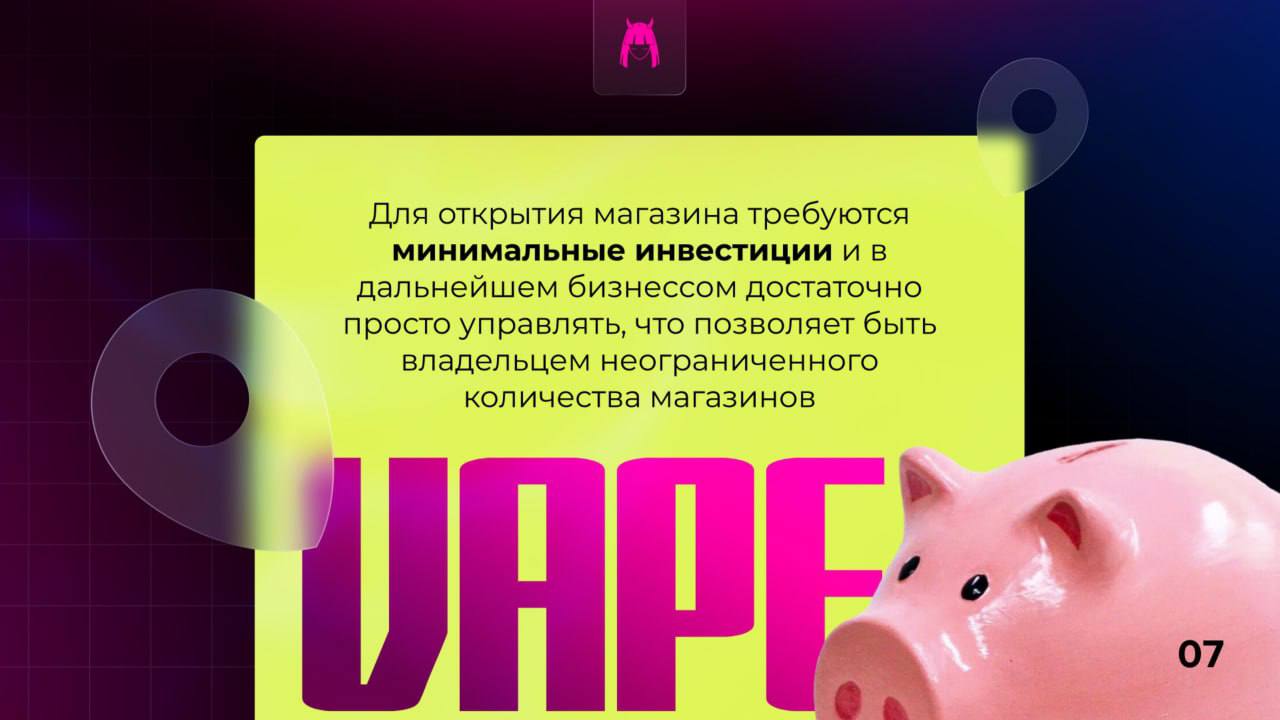 Для открытия магазина требуются
минимальные инвестиции и в
дальнейшем бизнессом достаточно
просто управлять, что позволяет быть
владельцем неограниченного
количества магазинов
VAPE
07